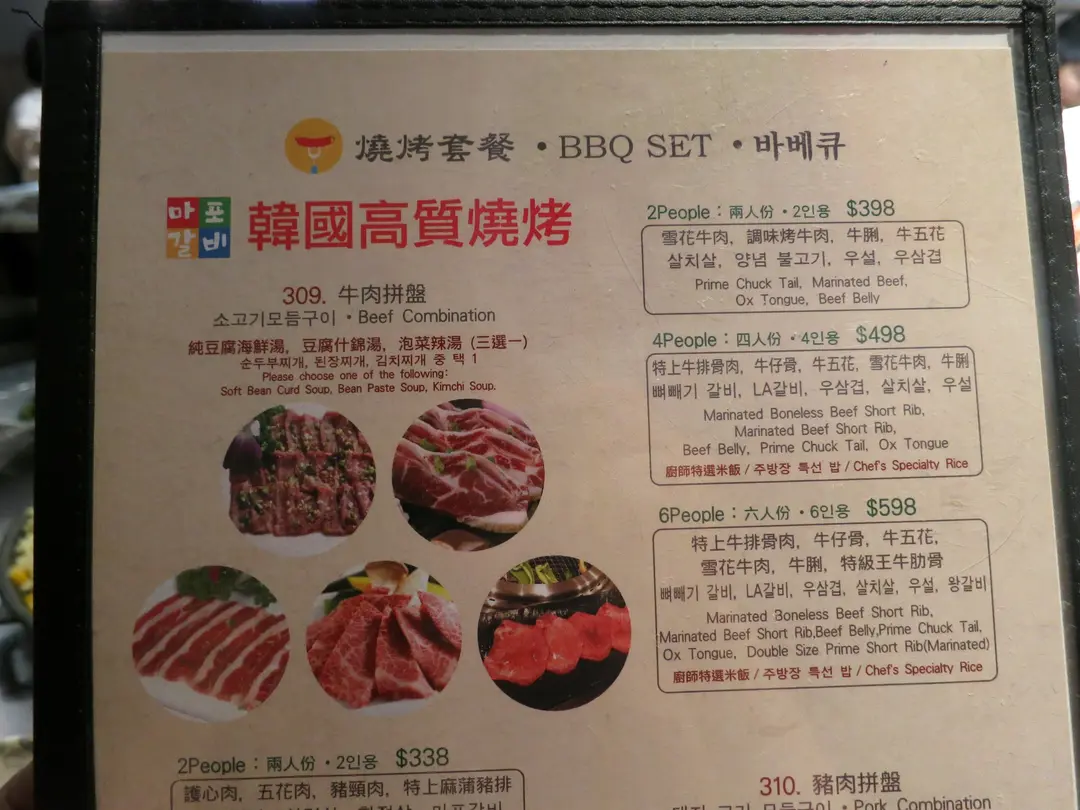 燒烤套餐 • BBQ SET • 바베큐
마포
갈비
韓國高質燒烤
309. 牛肉拼盤
소고기모듬구이 • Beef Combination
純豆腐海鮮湯, 豆腐什錦湯, 泡菜辣湯 (三選一)
순두부찌개, 된장찌개, 김치찌개 중 택 1
Please choose one of the following:
Soft Bean Curd Soup, Bean Paste Soup, Kimchi Soup.
2People : 兩人份 • 2인용 $398
雪花牛肉, 調味烤牛肉, 牛脷, 牛五花
살치살, 양념 불고기, 우설, 우삼겹
Prime Chuck Tail, Marinated Beef,
Ox Tongue, Beef Belly
4People : 四人份 • 4인용 $498
特上牛排骨肉, 牛仔骨, 牛五花, 雪花牛肉, 牛脷
뼈빼기 갈비, LA갈비, 우삼겹, 살치살, 우설
Marinated Boneless Beef Short Rib,
Marinated Beef Short Rib,
Beef Belly, Prime Chuck Tail, Ox Tongue
廚師特選米飯 / 주방장 특선 밥 / Chef's Specialty Rice
6People : 六人份 • 6인용 $598
特上牛排骨肉, 牛仔骨, 牛五花,
雪花牛肉, 牛脷, 特級王牛肋骨
뼈빼기 갈비, LA갈비, 우삼겹, 살치살, 우설, 왕갈비
Marinated Boneless Beef Short Rib,
Marinated Beef Short Rib,Beef Belly,Prime Chuck Tail,
Ox Tongue, Double Size Prime Short Rib(Marinated)
廚師特選米飯 / 주방장 특선 밥 / Chef's Specialty Rice
2People : 兩人份 • 2인용 $338
護心肉, 五花肉, 豬頸肉, 特上麻蒲豬排
310. 豬肉拼盤
돼지 고기 모듬구이 • Pork Combination